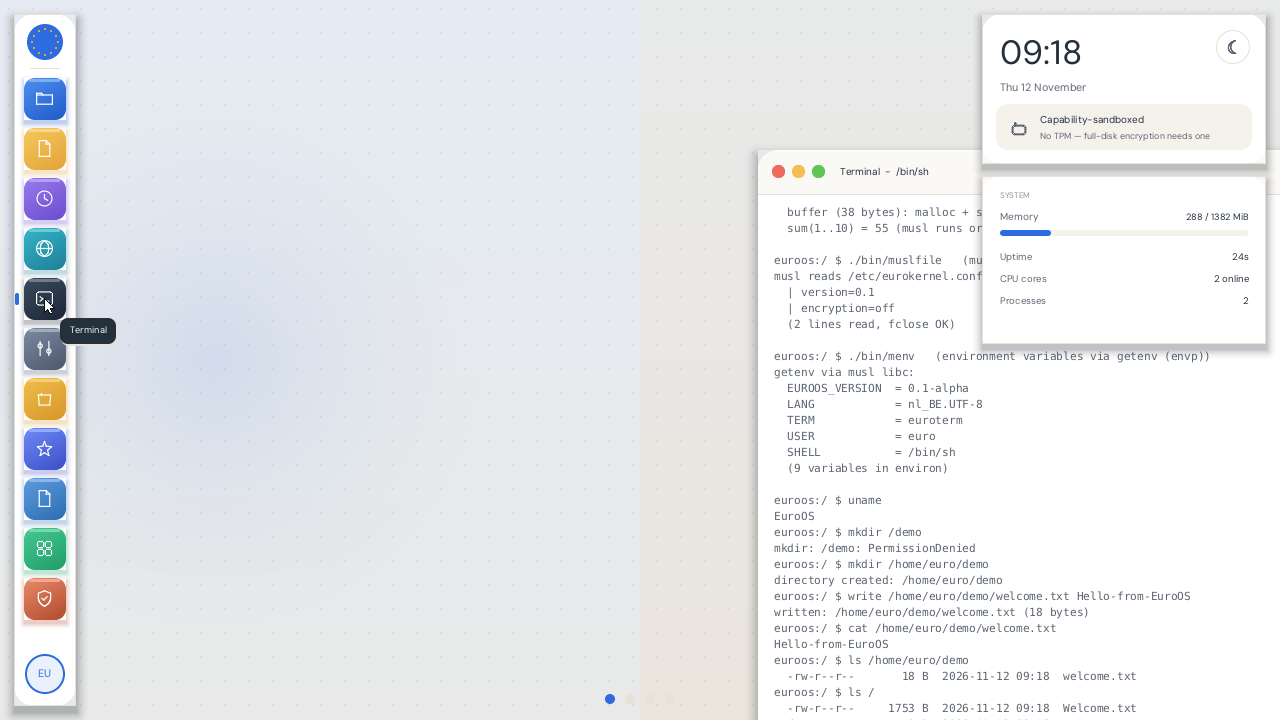 09:18
Thu 12 November
Capability-sandboxed
No TPM — full-disk encryption needs one
SYSTEM
Memory 288 / 1382 MiB
Uptime 24s
CPU cores 2 online
Processes 2
Terminal
EU
Terminal - /bin/sh
buffer (38 bytes): malloc + s
sum(1..10) = 55 (musl runs or
euroos:/ $ ./bin/muslfile (mu
musl reads /etc/eurokernel.conf
| version=0.1
| encryption=off
(2 lines read, fclose OK)
euroos:/ $ ./bin/menv (environment variables via getenv (envp))
getenv via musl libc:
EUROOS_VERSION = 0.1-alpha
LANG = nl_BE.UTF-8
TERM = euroterm
USER = euro
SHELL = /bin/sh
(9 variables in environ)
euroos:/ $ uname
EuroOS
euroos:/ $ mkdir /demo
mkdir: /demo: PermissionDenied
euroos:/ $ mkdir /home/euro/demo
directory created: /home/euro/demo
euroos:/ $ write /home/euro/demo/welcome.txt Hello-from-EuroOS
written: /home/euro/demo/welcome.txt (18 bytes)
euroos:/ $ cat /home/euro/demo/welcome.txt
Hello-from-EuroOS
euroos:/ $ ls /home/euro/demo
-rw-r--r-- 18 B 2026-11-12 09:18 welcome.txt
euroos:/ $ ls /
-rw-r--r-- 1753 B 2026-11-12 09:18 Welcome.txt